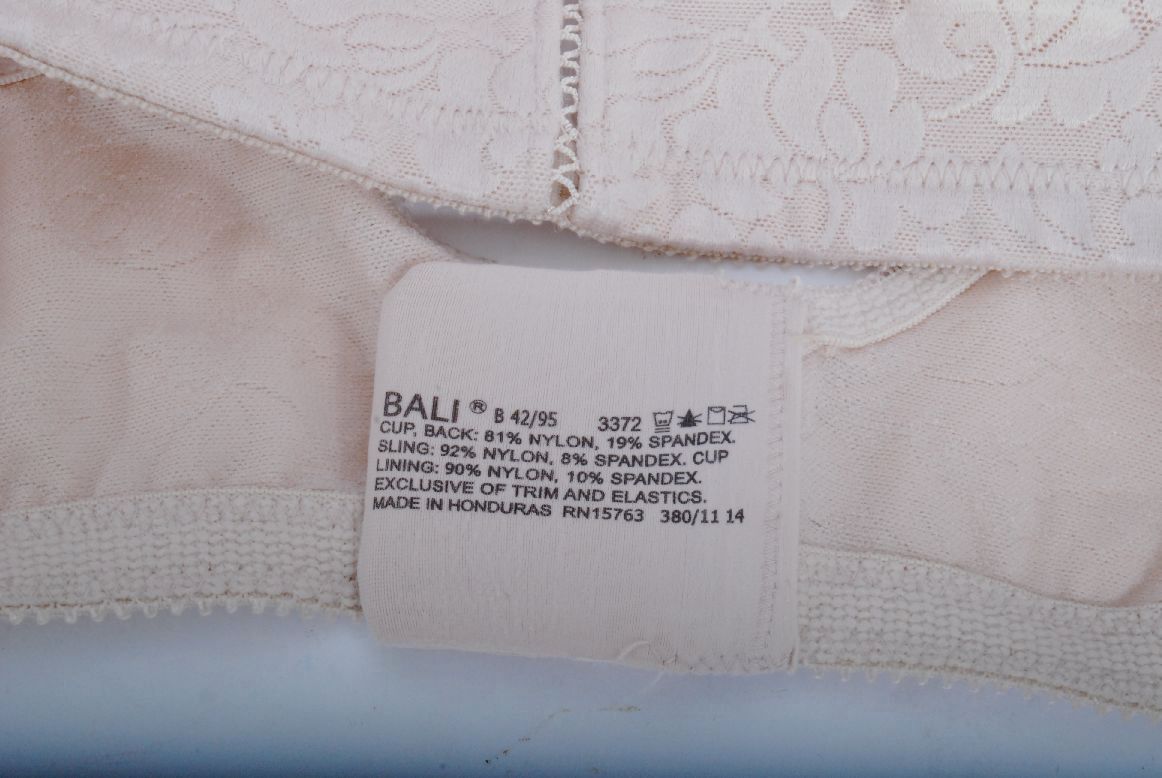 BALI ® B 42/95 3372
CUP, BACK: 81% NYLON, 19% SPANDEX.
SLING: 92% NYLON, 8% SPANDEX. CUP
LINING: 90% NYLON, 10% SPANDEX.
EXCLUSIVE OF TRIM AND ELASTICS.
MADE IN HONDURAS RN15763 380/11 14